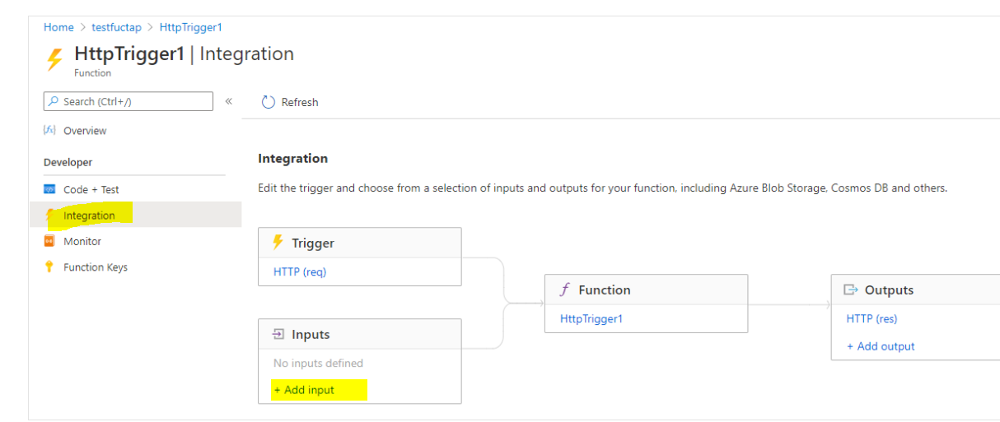 Home > testfuctap > HttpTrigger1
HttpTrigger1 | Integration
Function
Search (Ctrl+/)
«
Refresh
Overview
Developer
Code + Test
Integration
Monitor
Function Keys
Integration
Edit the trigger and choose from a selection of inputs and outputs for your function, including Azure Blob Storage, Cosmos DB and others.
Trigger
HTTP (req)
Inputs
No inputs defined
+ Add input
f Function
HttpTrigger1
Outputs
HTTP (res)
+ Add output